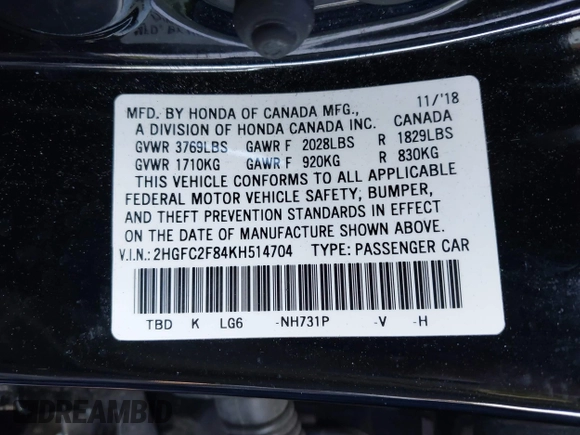 MFD. BY HONDA OF CANADA MFG., 11/'18
A DIVISION OF HONDA CANADA INC. CANADA
GVWR 3769LBS GAWR F 2028LBS R 1829LBS
GVWR 1710KG GAWR F 920KG R 830KG
THIS VEHICLE CONFORMS TO ALL APPLICABLE
FEDERAL MOTOR VEHICLE SAFETY, BUMPER,
AND THEFT PREVENTION STANDARDS IN EFFECT
ON THE DATE OF MANUFACTURE SHOWN ABOVE.
V.I.N.: 2HGFC2F84KH514704 TYPE: PASSENGER CAR
TBD K LG6 -NH731P -V -H
DREAMBID